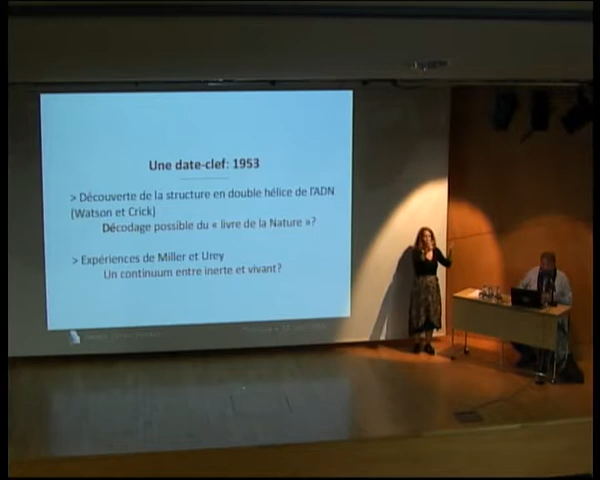 Une date-clef: 1953
> Découverte de la structure en double hélice de l'ADN
(Watson et Crick)
Décodage possible du « livre de la Nature »?
> Expériences de Miller et Urey
Un continuum entre inerte et vivant?